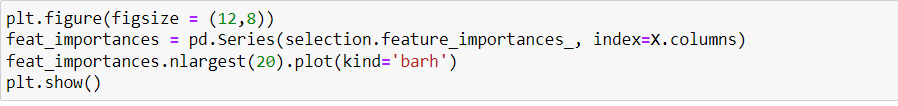 plt.figure(figsize = (12,8))
feat_importances = pd.Series(selection.feature_importances_, index=X.columns)
feat_importances.nlargest(20).plot(kind='barh')
plt.show()